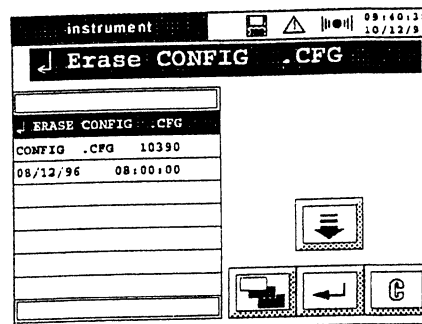 instrument
09:40:3
10/12/9
Erase CONFIG .CFG
ERASE CONFIG .CFG
CONFIG .CFG 10390
08/12/96 08:00:00
C